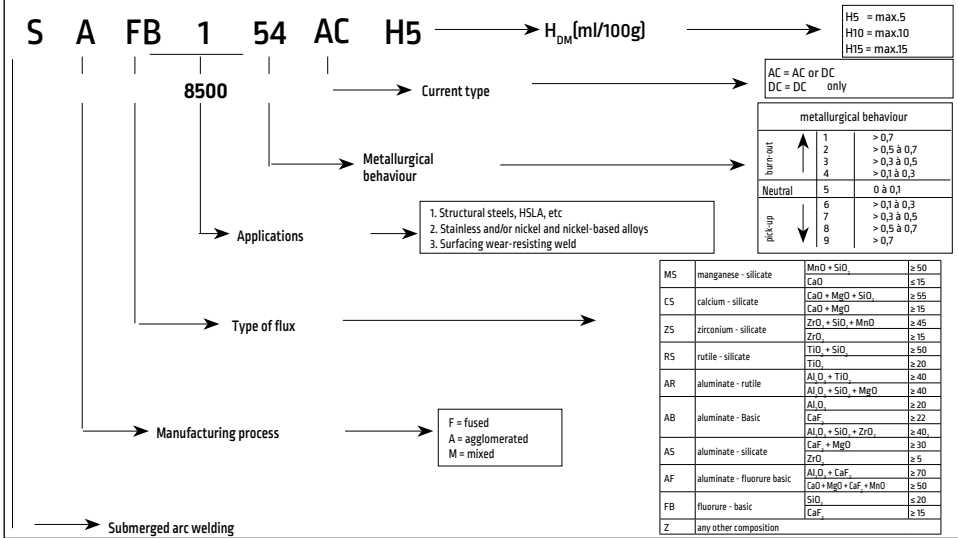 S A FB 1 54 AC H5
H_DM(ml/100g)
H5 = max.5
H10 = max.10
H15 = max.15
8500
Current type
AC = AC or DC
DC = DC only
Metallurgical
behaviour
metallurgical behaviour
burn-out
1 > 0,7
2 > 0,5 à 0,7
3 > 0,3 à 0,5
4 > 0,1 à 0,3
Neutral 5 0 à 0,1
pick-up
6 > 0,1 à 0,3
7 > 0,3 à 0,5
8 > 0,5 à 0,7
9 > 0,7
Applications
1. Structural steels, HSLA, etc
2. Stainless and/or nickel and nickel-based alloys
3. Surfacing wear-resisting weld
Type of flux
MS manganese - silicate MnO + SiO₂ ≥ 50
CaO ≤ 15
CS calcium - silicate CaO + MgO + SiO₂ ≥ 55
CaO + MgO ≥ 15
ZS zirconium - silicate ZrO₂ + SiO₂ + MnO ≥ 45
ZrO₂ ≥ 15
RS rutile - silicate TiO₂ + SiO₂ ≥ 50
TiO₂ ≥ 20
AR aluminate - rutile Al₂O₃ + TiO₂ ≥ 40
Al₂O₃ + SiO₂ + MgO ≥ 40
AB aluminate - Basic Al₂O₃ ≥ 20
CaF₂ ≥ 22
Al₂O₃ + SiO₂ + ZrO₂ ≥ 40
AS aluminate - silicate CaF₂ + MgO ≥ 30
ZrO₂ ≥ 5
AF aluminate - fluorure basic Al₂O₃ + CaF₂ ≥ 70
CaO + MgO + CaF₂ + MnO ≥ 50
FB fluorure - basic SiO₂ ≤ 20
CaF₂ ≥ 15
Z any other composition
Manufacturing process
F = fused
A = agglomerated
M = mixed
Submerged arc welding